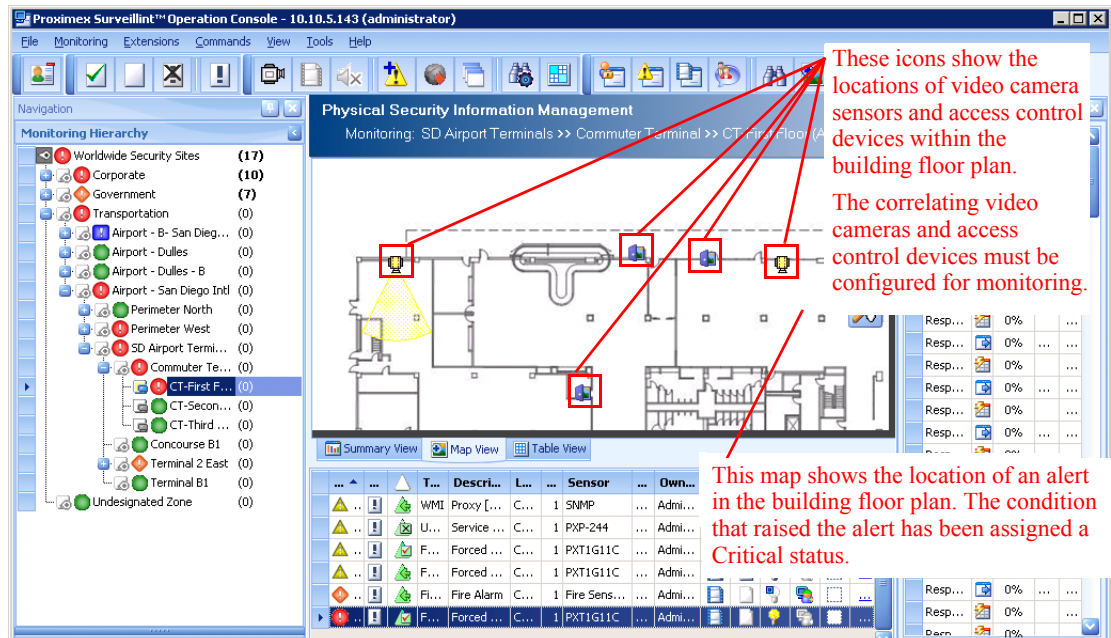 Proximex Surveillint™ Operation Console - 10.10.5.143 (administrator)
File Monitoring Extensions Commands View Tools Help
Navigation
Monitoring Hierarchy
Worldwide Security Sites (17)
Corporate (10)
Government (7)
Transportation (0)
Airport - B- San Dieg... (0)
Airport - Dulles (0)
Airport - Dulles - B (0)
Airport - San Diego Intl (0)
Perimeter North (0)
Perimeter West (0)
SD Airport Termi... (0)
Commuter Te... (0)
CT-First F... (0)
CT-Secon... (0)
CT-Third ... (0)
Concourse B1 (0)
Terminal 2 East (0)
Terminal B1 (0)
Undesignated Zone (0)
Physical Security Information Management
Monitoring: SD Airport Terminals >> Commuter Terminal >> CT-First Floor (A
These icons show the
locations of video camera
sensors and access control
devices within the
building floor plan.
The correlating video
cameras and access
control devices must be
configured for monitoring.
Resp... 0% ...
Resp... 0% ... ...
Resp... 0% ...
Resp... 0% ... ...
Resp... 0% ...
Resp... 0% ... ...
Summary View Map View Table View
This map shows the location of an alert
in the building floor plan. The condition
that raised the alert has been assigned a
Critical status.
... ... T... Descri... L... ... Sensor ... Own...
.. WMI Proxy [... C... 1 SNMP ... Admi...
.. U... Service ... C... 1 PXP-244 ... Admi...
.. F... Forced ... C... 1 PXT1G11C ... Admi...
.. F... Forced ... C... 1 PXT1G11C ... Admi... ...
.. Fi... Fire Alarm C... 1 Fire Sens... ... Admi... ...
.. F... Forced ... C... 1 PXT1G11C ... Admi... ...
Resp... 0% ... ...
Resp... 0% ...
Resp... 0%